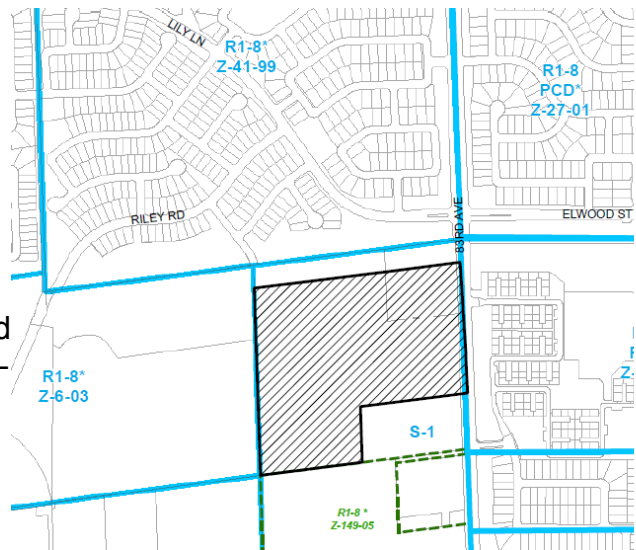 LILY LN
R1-8*
Z-41-99
R1-8
PCD*
Z-27-01
RILEY RD
83RD AVE
ELWOOD ST
d
R1-8*
Z-6-03
S-1
R1-8 *
Z-149-05
Z-